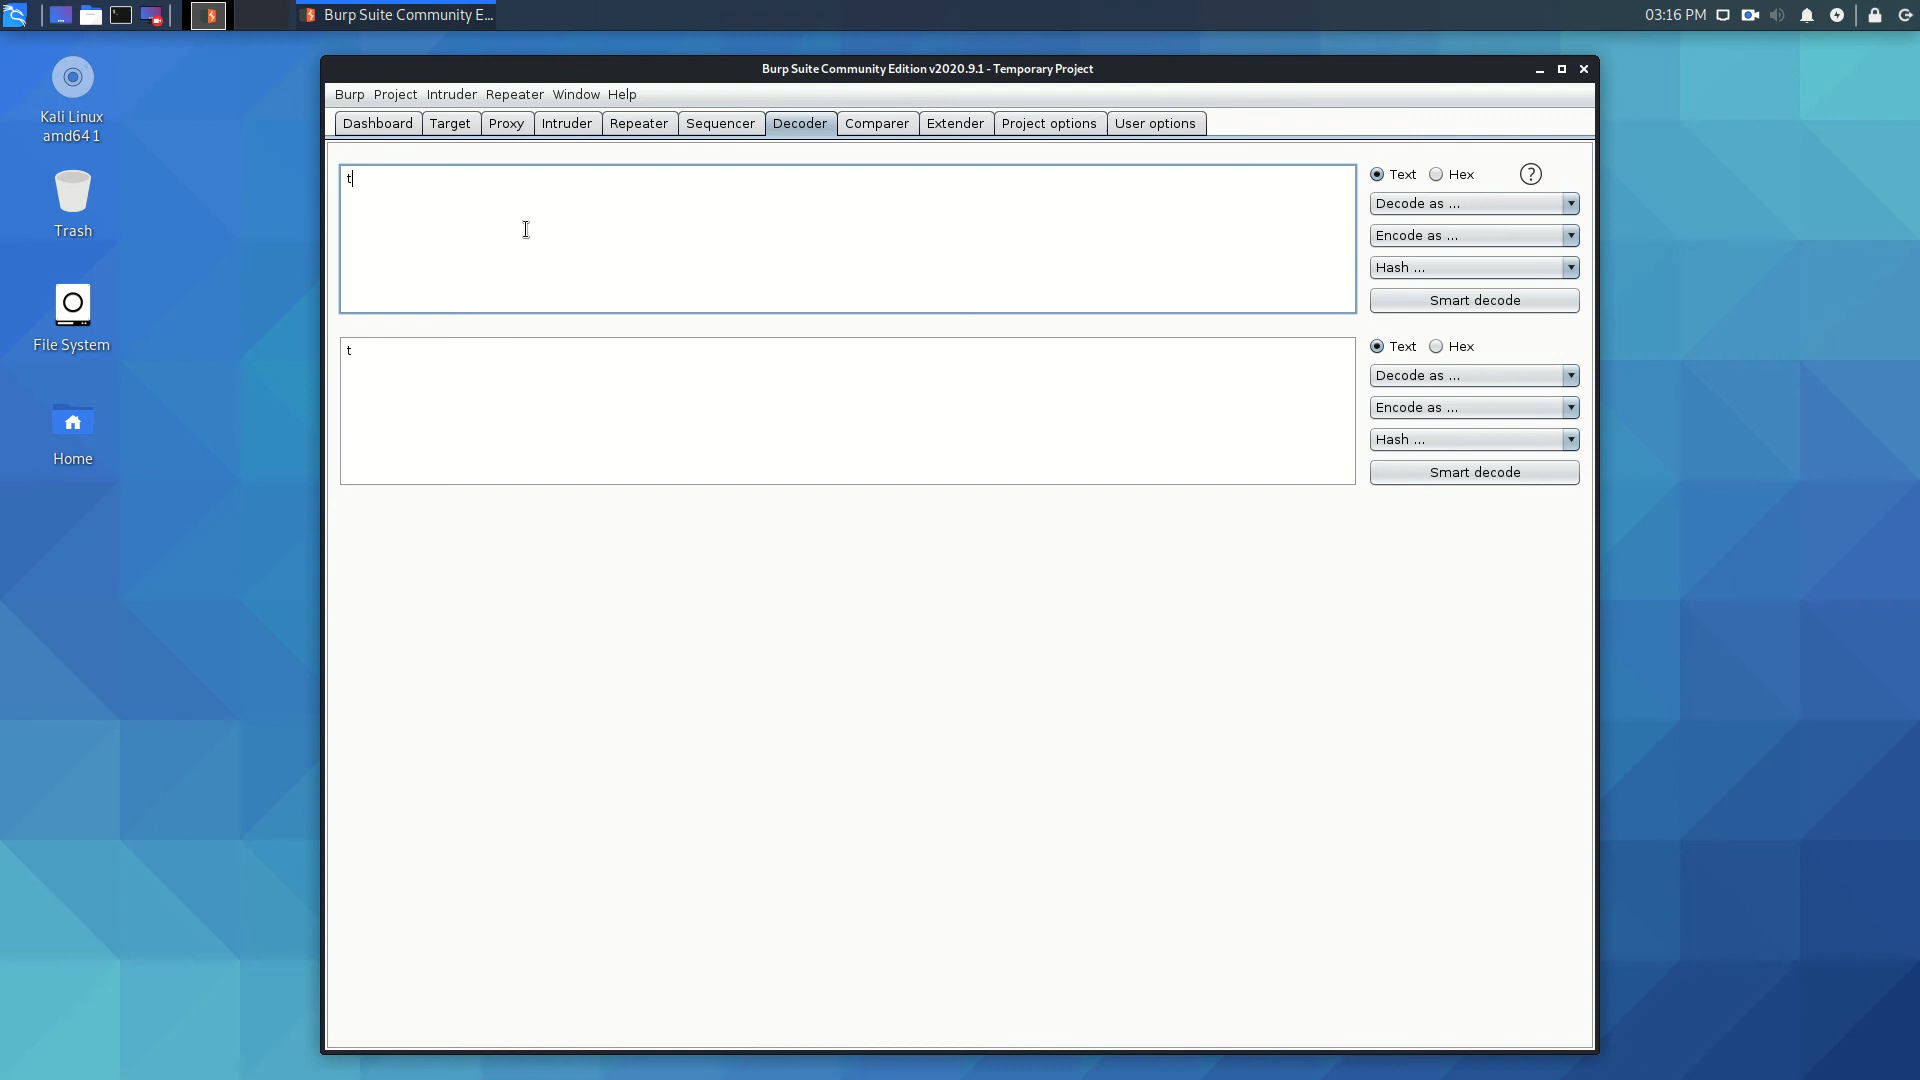 Burp Suite Community E...
03:16 PM
Kali Linux
amd64 1
Trash
File System
Home
Burp Suite Community Edition v2020.9.1 - Temporary Project
Burp Project Intruder Repeater Window Help
Dashboard Target Proxy Intruder Repeater Sequencer Decoder Comparer Extender Project options User options
t
Text Hex ?
Decode as ...
Encode as ...
Hash ...
Smart decode
t
Text Hex
Decode as ...
Encode as ...
Hash ...
Smart decode